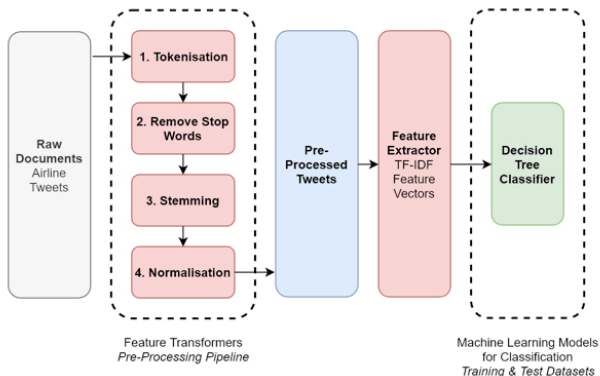 Raw
Documents
Airline
Tweets
1. Tokenisation
2. Remove Stop
Words
3. Stemming
4. Normalisation
Pre-
Processed
Tweets
Feature
Extractor
TF-IDF
Feature
Vectors
Decision
Tree
Classifier
Feature Transformers
Pre-Processing Pipeline
Machine Learning Models
for Classification
Training & Test Datasets